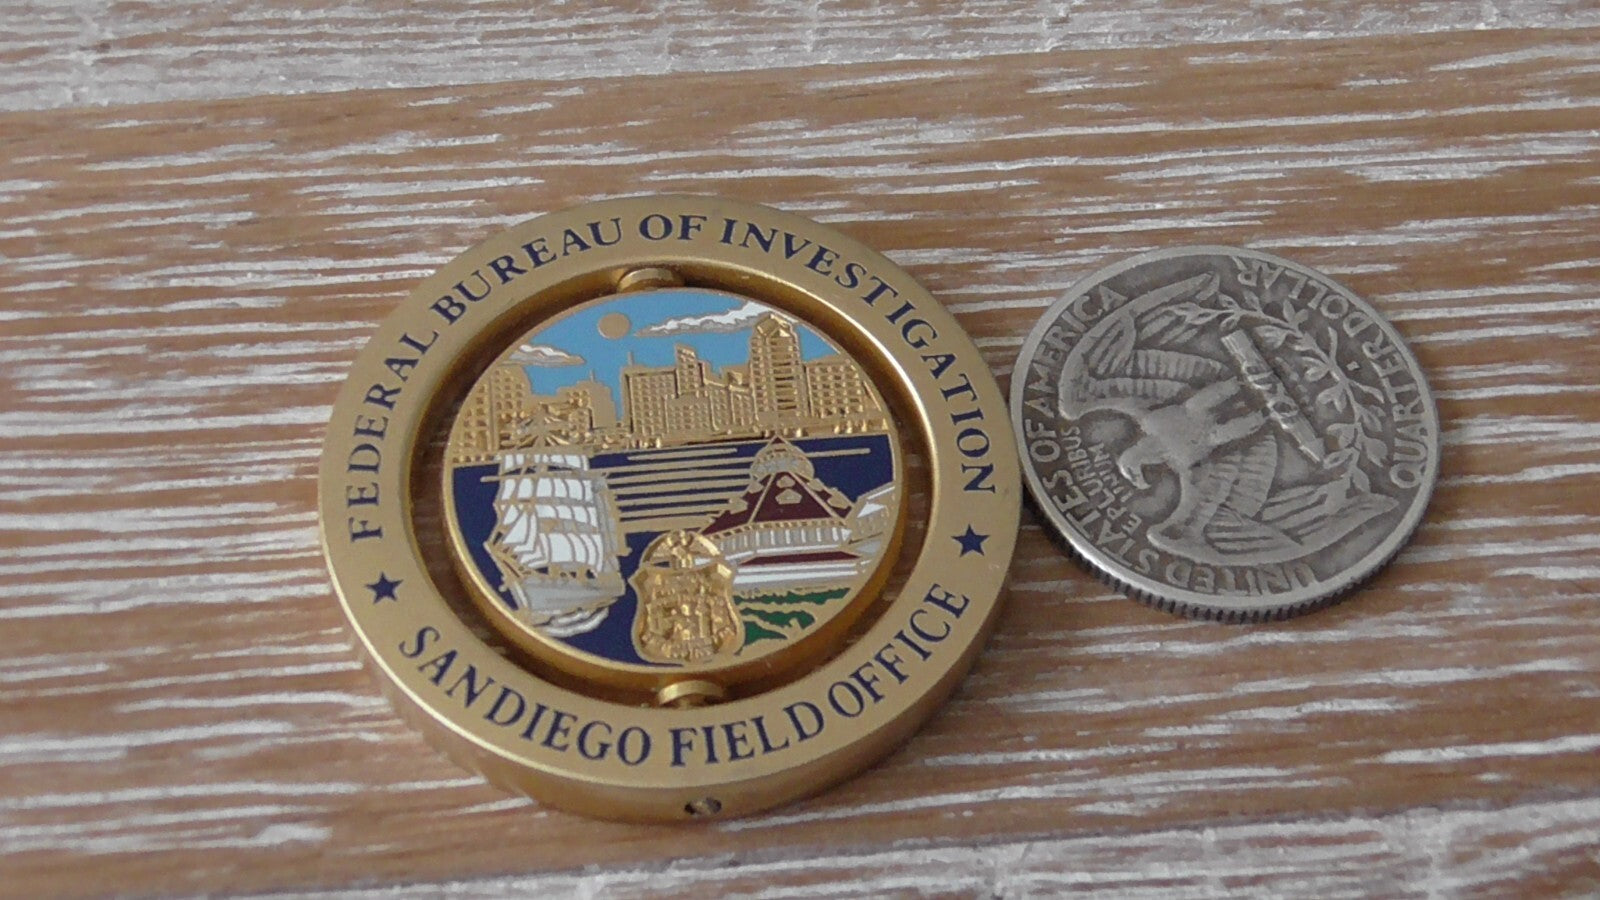 FEDERAL BUREAU OF INVESTIGATION
SANDIEGO FIELD OFFICE
UNITED STATES OF AMERICA
E PLURIBUS
UNUM
QUARTER DOLLAR